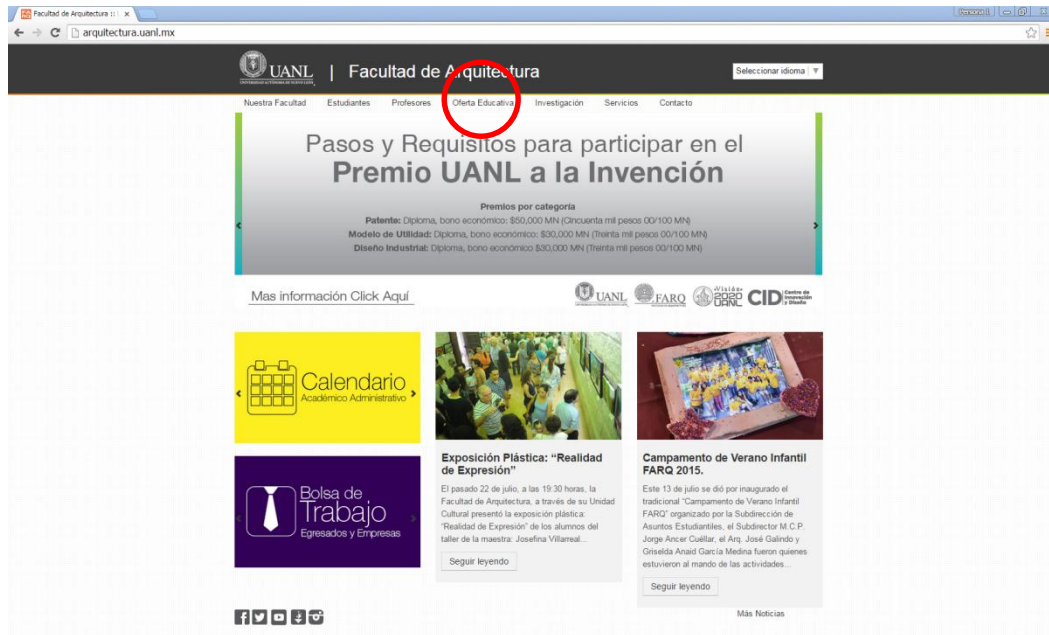 Facultad de Arquitectura ::
arquitectura.uanl.mx
UANL | Facultad de Arquitectura
Seleccionar idioma
Nuestra Facultad Estudiantes Profesores Oferta Educativa Investigación Servicios Contacto
Pasos y Requisitos para participar en el
Premio UANL a la Invención
Premios por categoría
Patente: Diploma, bono económico: $50,000 MN (Cincuenta mil pesos 00/100 MN)
Modelo de Utilidad: Diploma, bono económico: $30,000 MN (Treinta mil pesos 00/100 MN)
Diseño Industrial: Diploma, bono económico $30,000 MN (Treinta mil pesos 00/100 MN)
Mas información Click Aquí
UANL FARQ Visión 2020 UANL CID Centro de Innovación y Diseño
Calendario
Académico Administrativo
Bolsa de
Trabajo
Egresados y Empresas
Exposición Plástica: “Realidad
de Expresión”
El pasado 22 de julio, a las 19:30 horas, la
Facultad de Arquitectura, a través de su Unidad
Cultural presentó la exposición plástica:
“Realidad de Expresión” de los alumnos del
taller de la maestra: Josefina Villarreal...
Seguir leyendo
Campamento de Verano Infantil
FARQ 2015.
Este 13 de julio se dió por inaugurado el
tradicional “Campamento de Verano Infantil
FARQ” organizado por la Subdirección de
Asuntos Estudiantiles, el Subdirector M.C.P.
Jorge Ancer Cuéllar, el Arq. José Galindo y
Griselda Anaid García Medina fueron quienes
estuvieron al mando de las actividades...
Seguir leyendo
Más Noticias